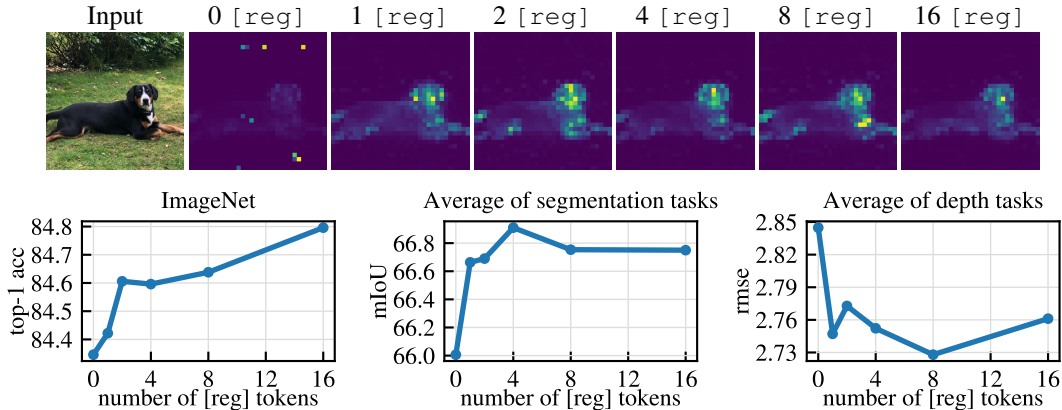 Input 0 [reg] 1 [reg] 2 [reg] 4 [reg] 8 [reg] 16 [reg]
ImageNet
top-1 acc
84.8
84.6
84.5
84.4
0 4 8 12 16
number of [reg] tokens
Average of segmentation tasks
mIoU
66.8
66.6
66.4
66.2
66.0
0 4 8 12 16
number of [reg] tokens
Average of depth tasks
rmse
2.85
2.82
2.79
2.76
2.73
0 4 8 12 16
number of [reg] tokens